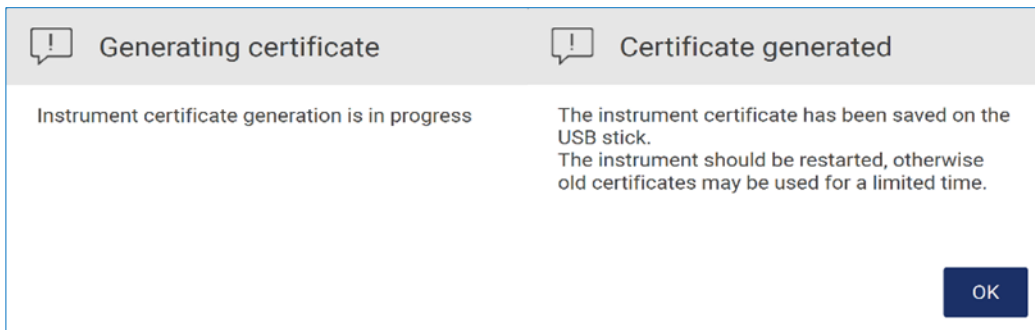 Generating certificate
Instrument certificate generation is in progress
Certificate generated
The instrument certificate has been saved on the
USB stick.
The instrument should be restarted, otherwise
old certificates may be used for a limited time.
OK